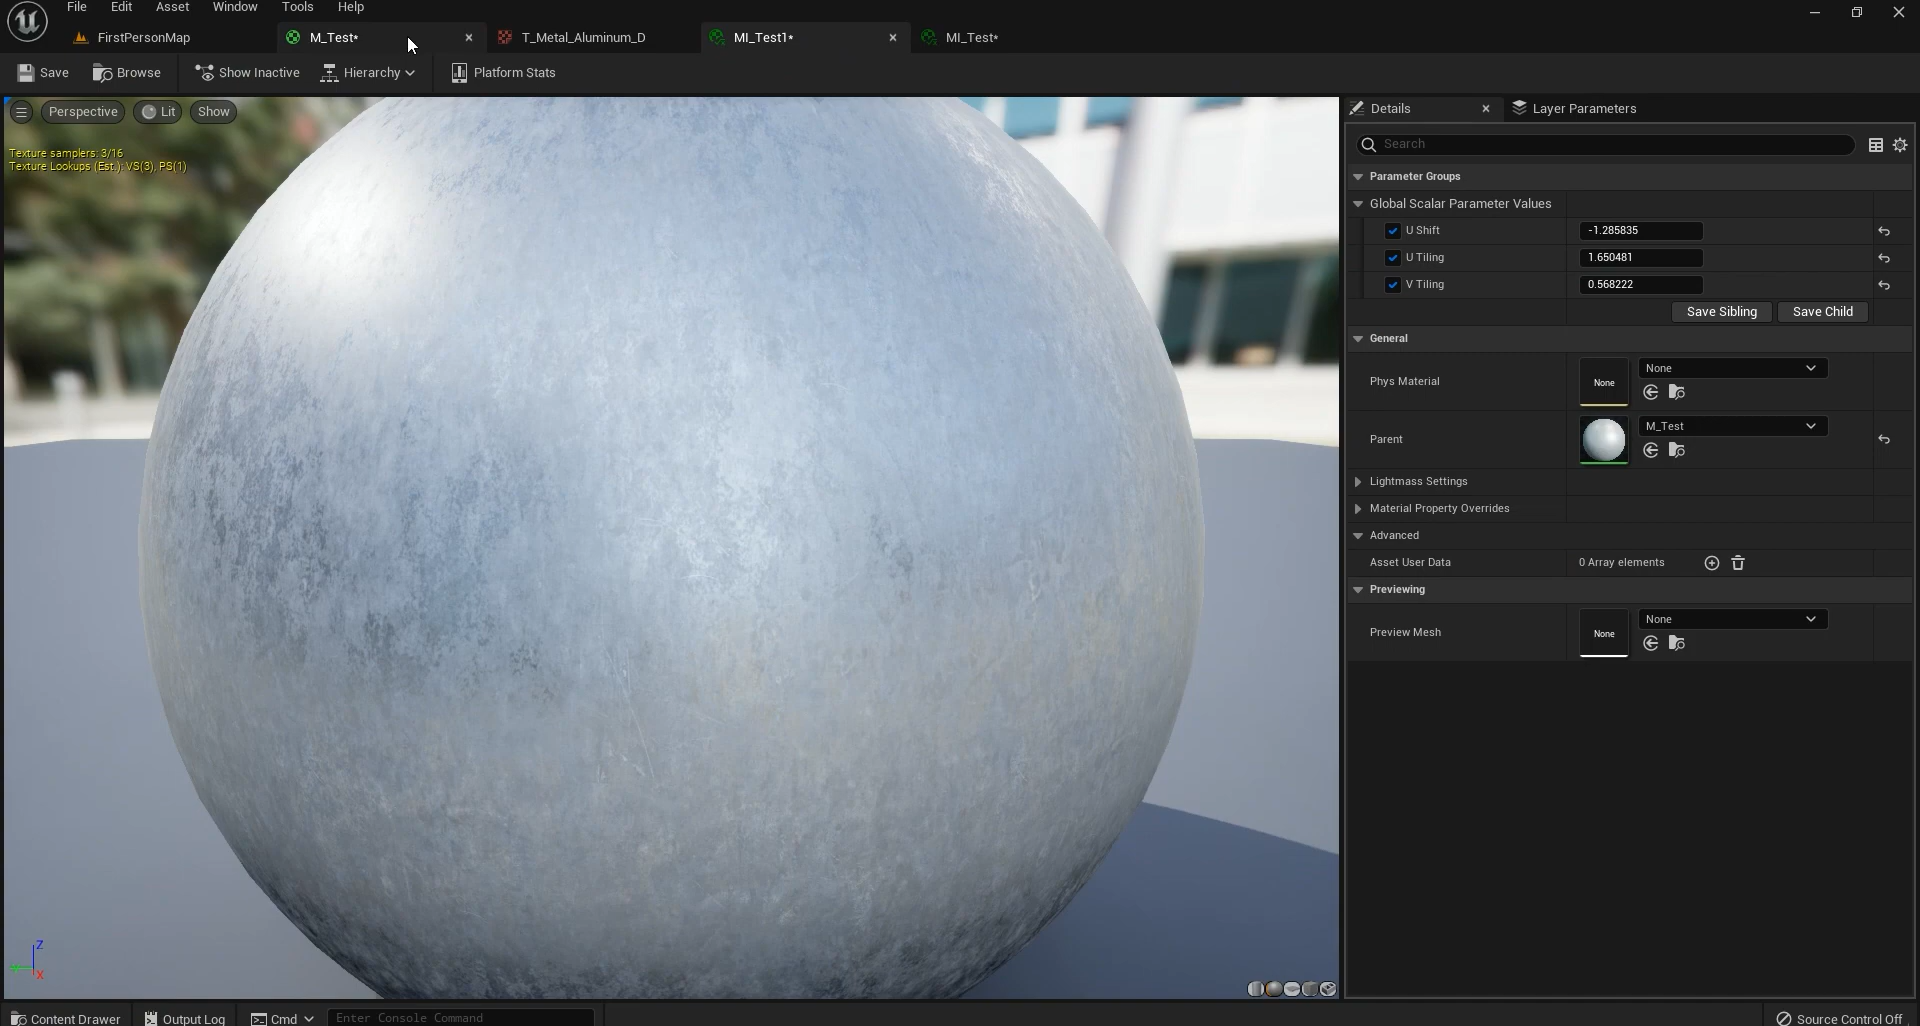 File Edit Asset Window Tools Help
FirstPersonMap M_Test* T_Metal_Aluminum_D MI_Test1* MI_Test*
Save Browse Show Inactive Hierarchy Platform Stats
Perspective Lit Show
Texture samplers: 3/16
Texture Lookups (Est.): VS(3), PS(1)
Details Layer Parameters
Search
Parameter Groups
Global Scalar Parameter Values
U Shift -1.285835
U Tiling 1.650481
V Tiling 0.568222
Save Sibling Save Child
General
Phys Material None None
Parent M_Test
Lightmass Settings
Material Property Overrides
Advanced
Asset User Data 0 Array elements
Previewing
Preview Mesh None None
Z
X
Content Drawer Output Log Cmd Enter Console Command Source Control Off